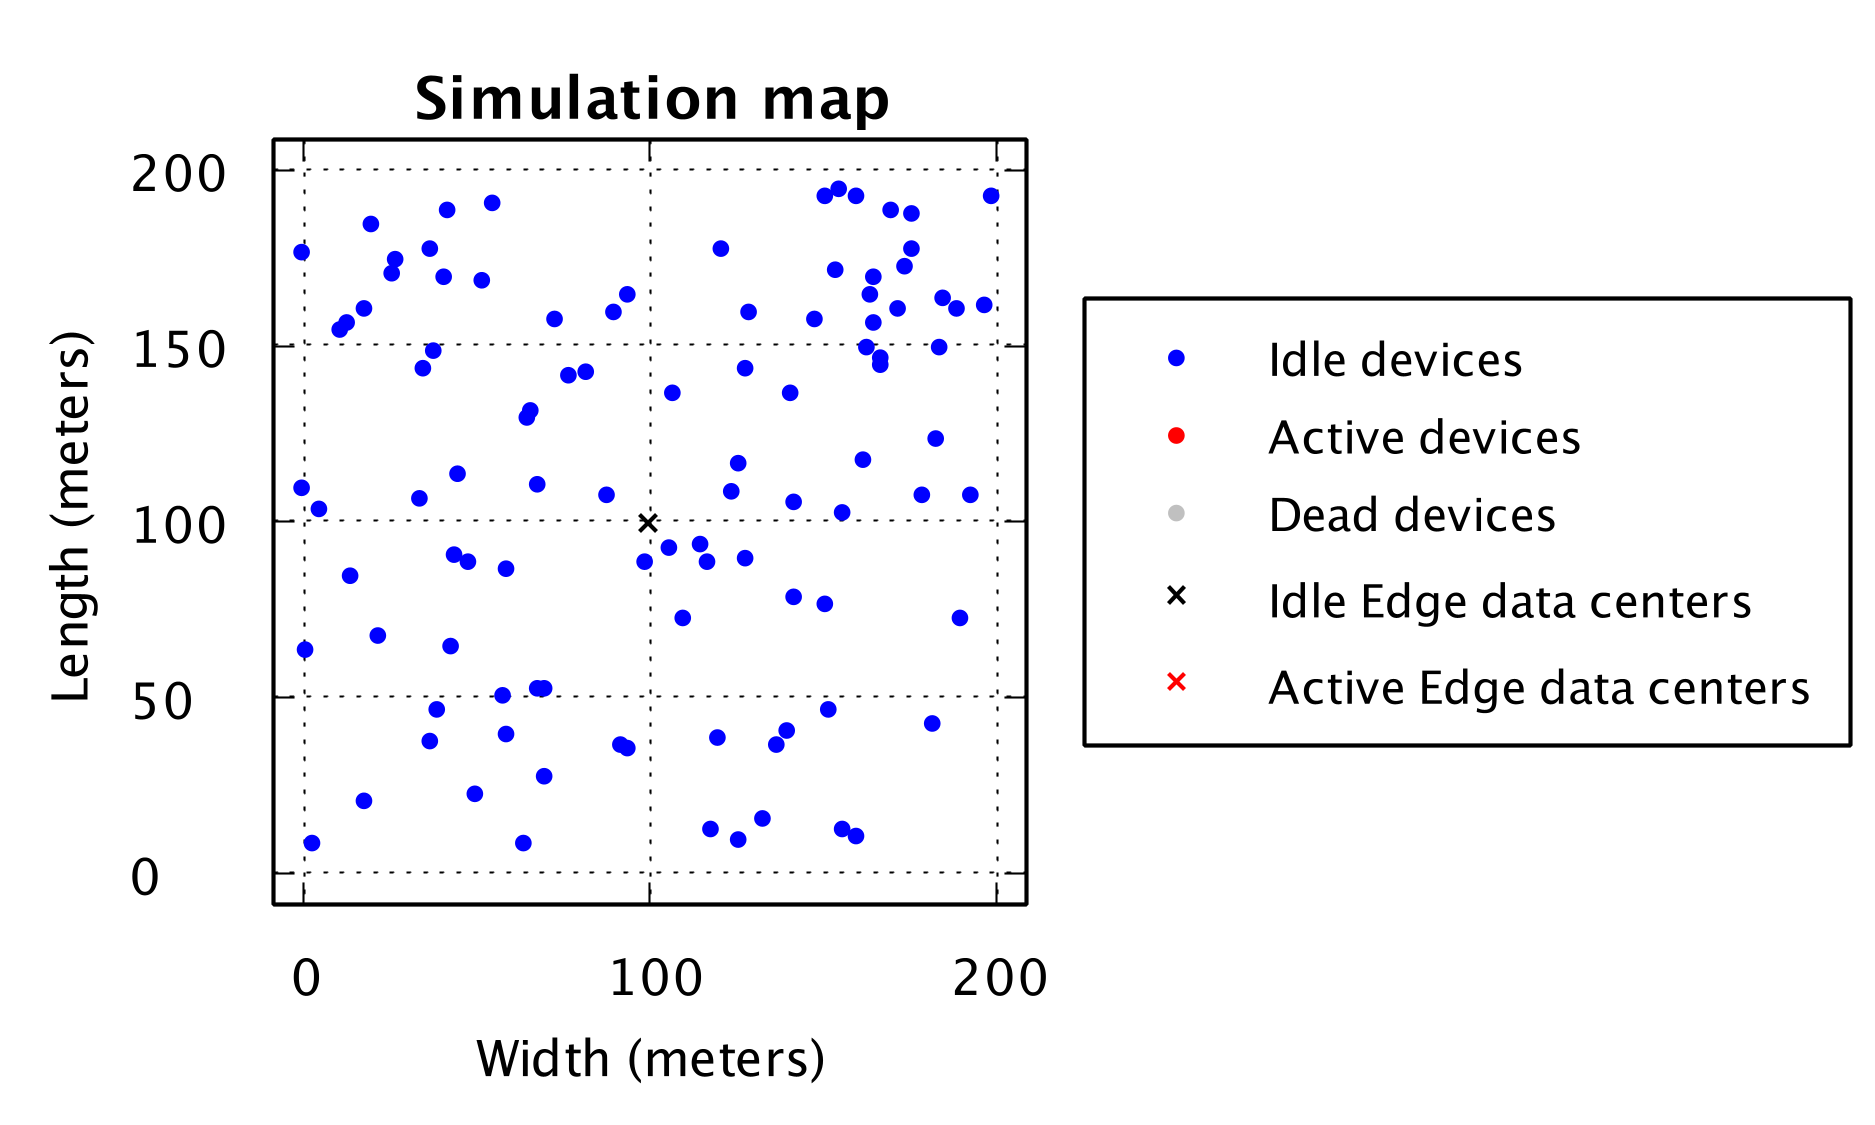 Simulation map
200
150
100
50
0
Length (meters)
0 100 200
Width (meters)
Idle devices
Active devices
Dead devices
Idle Edge data centers
Active Edge data centers